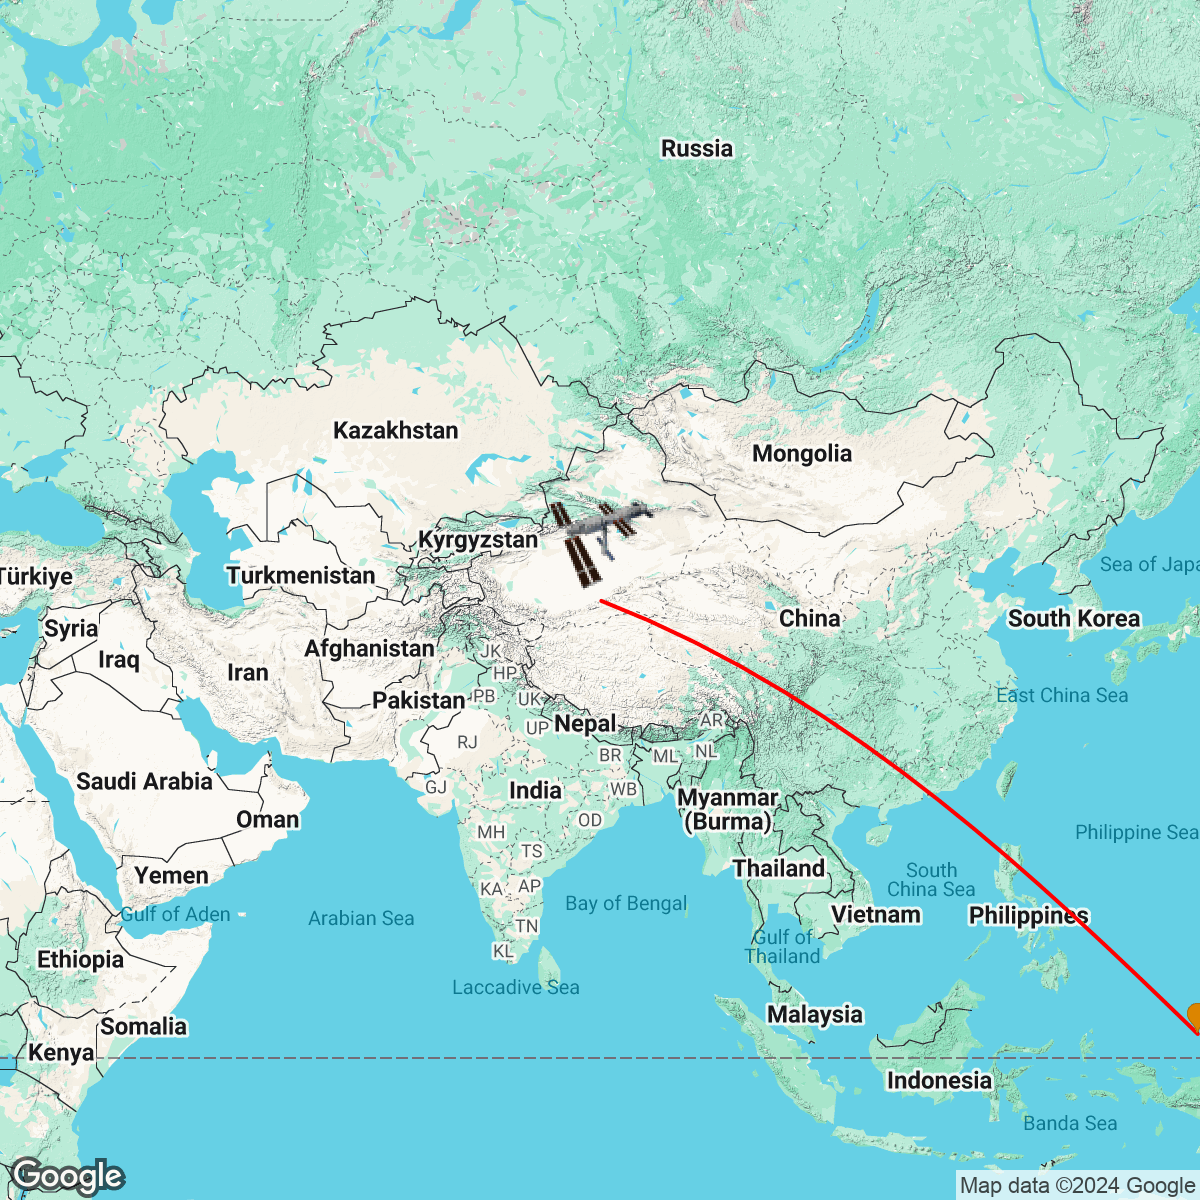 Russia
Kazakhstan
Mongolia
Kyrgyzstan
Sea of Japa
Türkiye
Turkmenistan
China
South Korea
Syria
Afghanistan
JK
Iraq
Iran
HP
Pakistan
PB
UK
East China Sea
Nepal
AR
UP
RJ
BR
ML
NL
Saudi Arabia
GJ
India
WB
Myanmar
(Burma)
Oman
OD
MH
Philippine Sea
TS
Yemen
Thailand
South
China Sea
KA
AP
Gulf of Aden
Arabian Sea
Bay of Bengal
Vietnam
Philippines
TN
Gulf of
Thailand
KL
Ethiopia
Laccadive Sea
Somalia
Malaysia
Kenya
Indonesia
Banda Sea
Google
Map data ©2024 Google